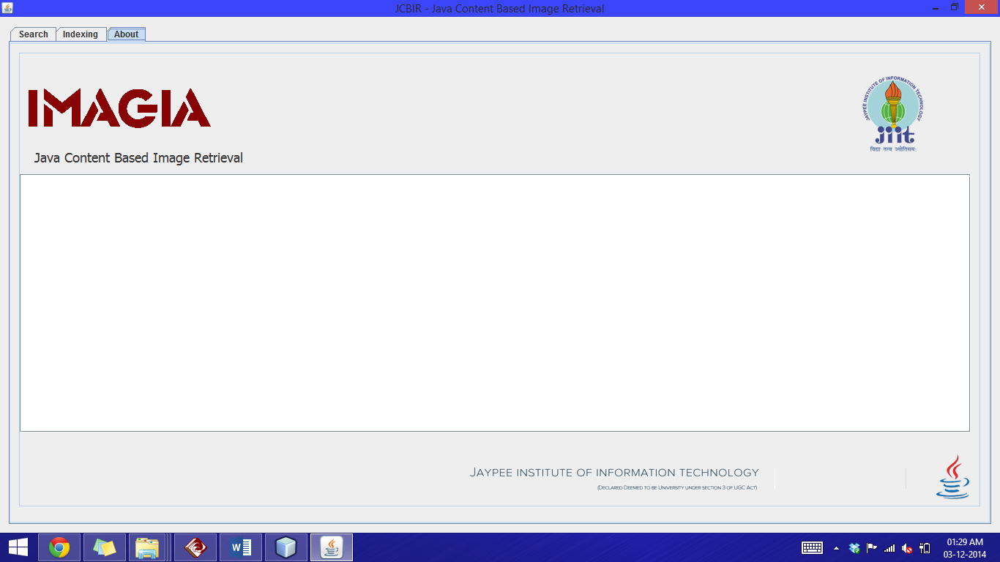 JCBIR - Java Content Based Image Retrieval
Search Indexing About
IMAGIA
JAYPEE INSTITUTE OF INFORMATION TECHNOLOGY
jiit
विद्या तत्व ज्योतिसमः
Java Content Based Image Retrieval
JAYPEE INSTITUTE OF INFORMATION TECHNOLOGY
(DECLARED DEEMED TO BE UNIVERSITY UNDER SECTION 3 OF UGC ACT)
01:29 AM
03-12-2014